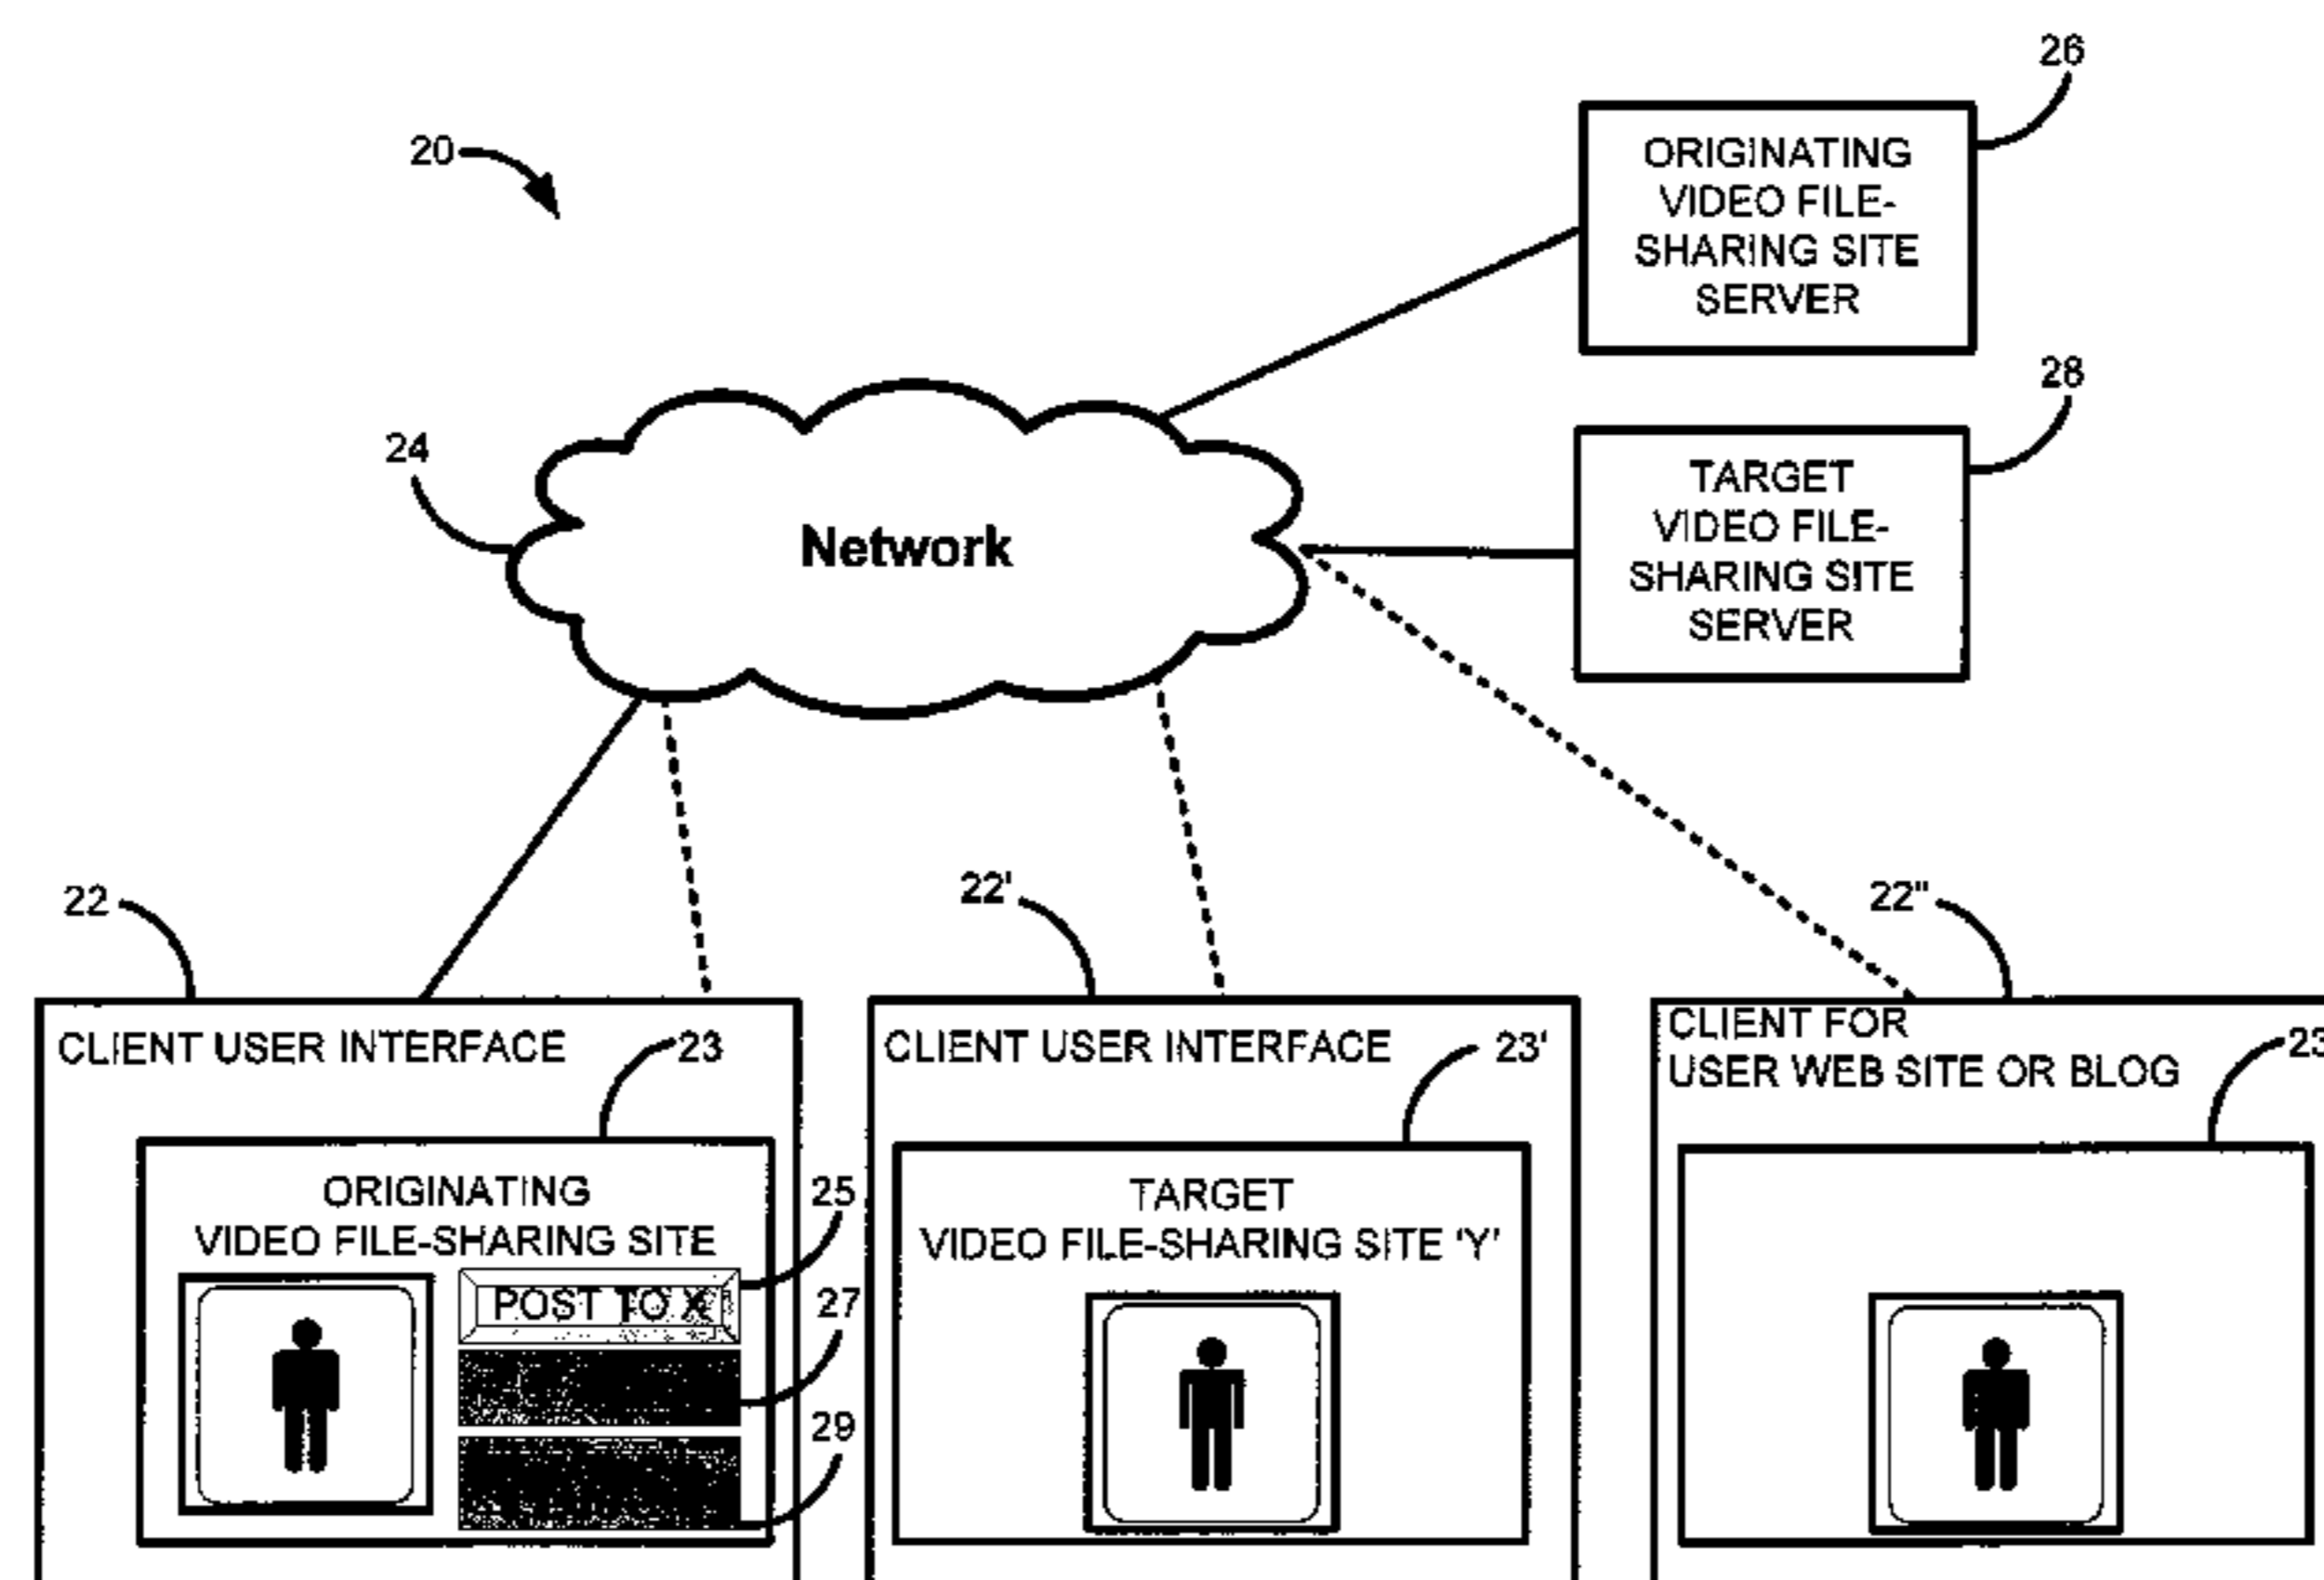 26
20
ORIGINATING
VIDEO FILE-
SHARING SITE
SERVER
28
24
TARGET
VIDEO FILE-
SHARING SITE
SERVER
Network
22
22'
22"
CLIENT USER INTERFACE
23
CLIENT USER INTERFACE
23'
CLIENT FOR
USER WEB SITE OR BLOG
23
ORIGINATING
VIDEO FILE-SHARING SITE
25
TARGET
VIDEO FILE-SHARING SITE 'Y'
POST TO X
27
29